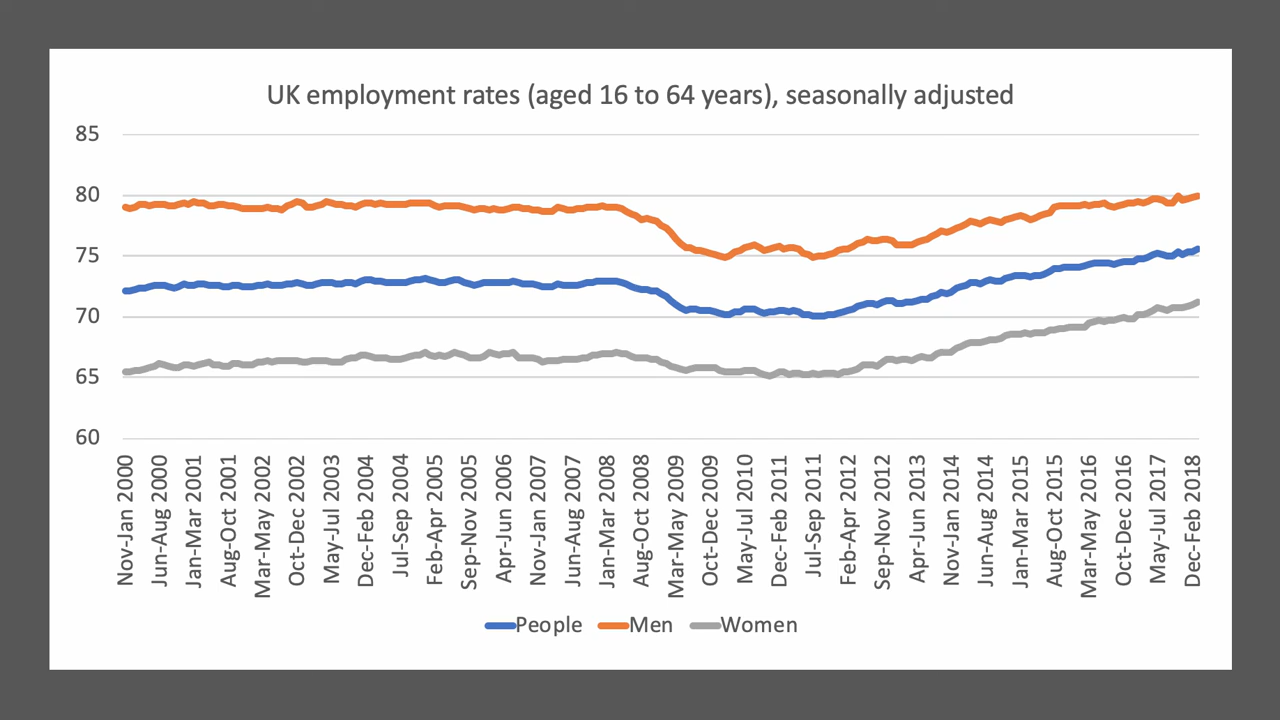 UK employment rates (aged 16 to 64 years), seasonally adjusted
85
80
75
70
65
60
Nov-Jan 2000
Jun-Aug 2000
Jan-Mar 2001
Aug-Oct 2001
Mar-May 2002
Oct-Dec 2002
May-Jul 2003
Dec-Feb 2004
Jul-Sep 2004
Feb-Apr 2005
Sep-Nov 2005
Apr-Jun 2006
Nov-Jan 2007
Jun-Aug 2007
Jan-Mar 2008
Aug-Oct 2008
Mar-May 2009
Oct-Dec 2009
May-Jul 2010
Dec-Feb 2011
Jul-Sep 2011
Feb-Apr 2012
Sep-Nov 2012
Apr-Jun 2013
Nov-Jan 2014
Jun-Aug 2014
Jan-Mar 2015
Aug-Oct 2015
Mar-May 2016
Oct-Dec 2016
May-Jul 2017
Dec-Feb 2018
People Men Women